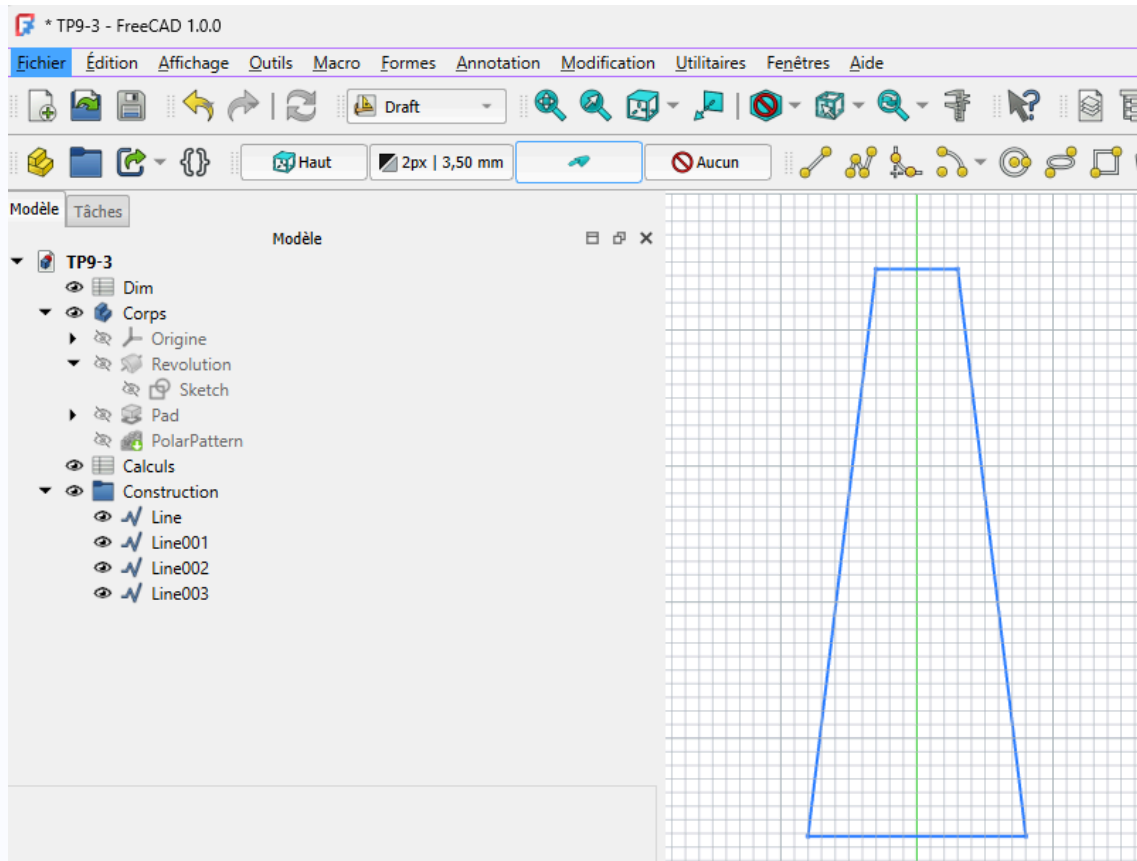 * TP9-3 - FreeCAD 1.0.0
Fichier Édition Affichage Outils Macro Formes Annotation Modification Utilitaires Fenêtres Aide
Draft
Haut 2px | 3,50 mm Aucun
Modèle Tâches
Modèle
TP9-3
Dim
Corps
Origine
Revolution
Sketch
Pad
PolarPattern
Calculs
Construction
Line
Line001
Line002
Line003